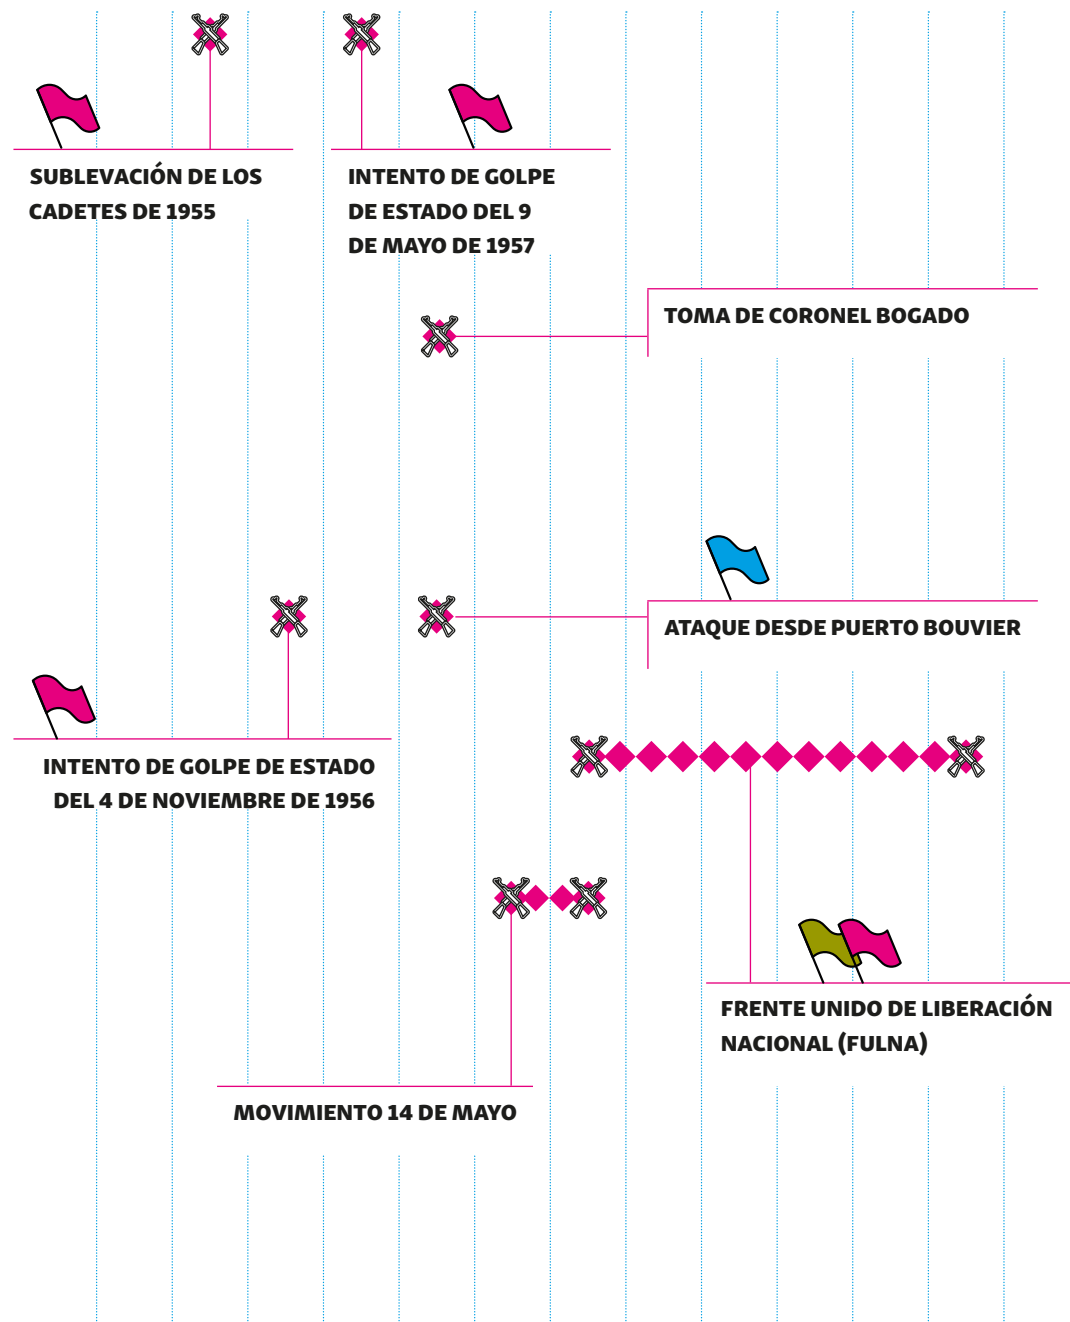 SUBLEVACIÓN DE LOS
CADETES DE 1955
INTENTO DE GOLPE
DE ESTADO DEL 9
DE MAYO DE 1957
TOMA DE CORONEL BOGADO
ATAQUE DESDE PUERTO BOUVIER
INTENTO DE GOLPE DE ESTADO
DEL 4 DE NOVIEMBRE DE 1956
FRENTE UNIDO DE LIBERACIÓN
NACIONAL (FULNA)
MOVIMIENTO 14 DE MAYO